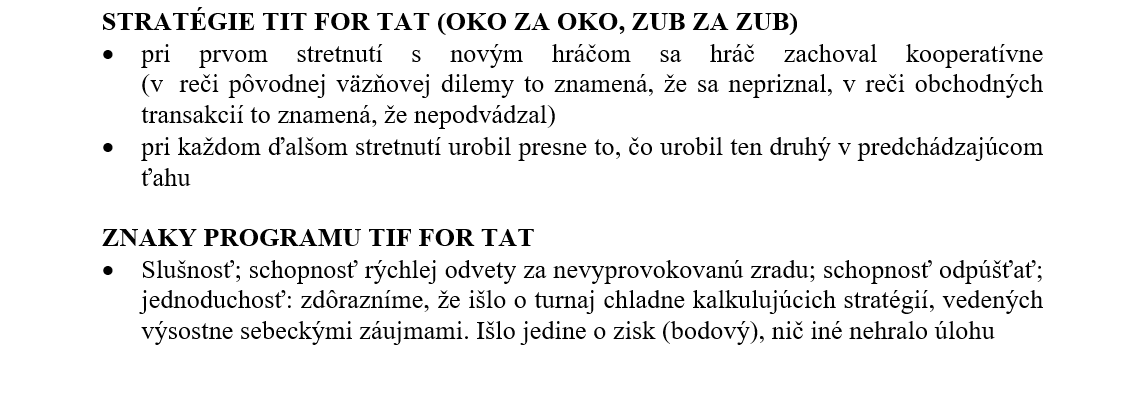 STRATÉGIE TIT FOR TAT (OKO ZA OKO, ZUB ZA ZUB)
• pri prvom stretnutí s novým hráčom sa hráč zachoval kooperatívne
(v reči pôvodnej väzňovej dilemy to znamená, že sa nepriznal, v reči obchodných
transakcií to znamená, že nepodvádzal)
• pri každom ďalšom stretnutí urobil presne to, čo urobil ten druhý v predchádzajúcom
ťahu
ZNAKY PROGRAMU TIF FOR TAT
• Slušnosť; schopnosť rýchlej odvety za nevyprovokovanú zradu; schopnosť odpúšťať;
jednoduchosť: zdôrazníme, že išlo o turnaj chladne kalkulujúcich stratégií, vedených
výsostne sebeckými záujmami. Išlo jedine o zisk (bodový), nič iné nehralo úlohu